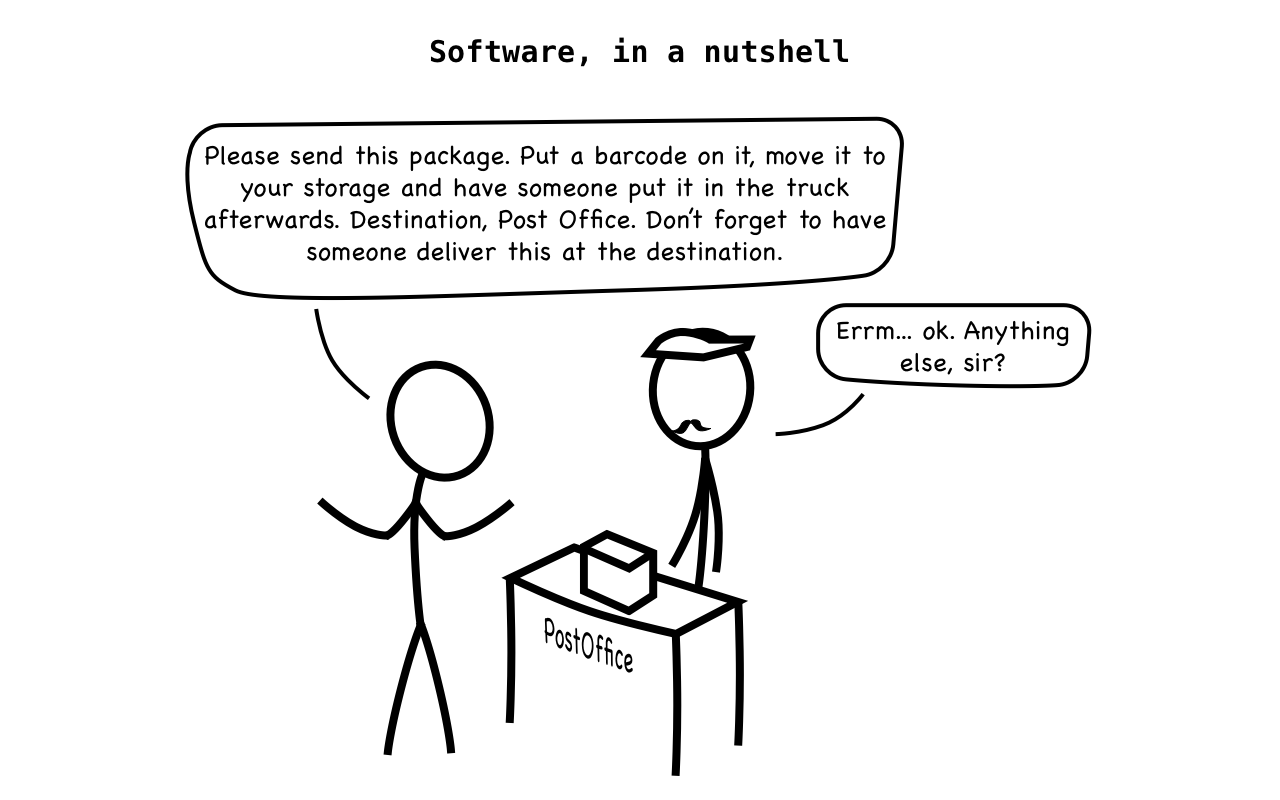 Software, in a nutshell
Please send this package. Put a barcode on it, move it to
your storage and have someone put it in the truck
afterwards. Destination, Post Office. Don't forget to have
someone deliver this at the destination.
Errm... ok. Anything
else, sir?
PostOffice